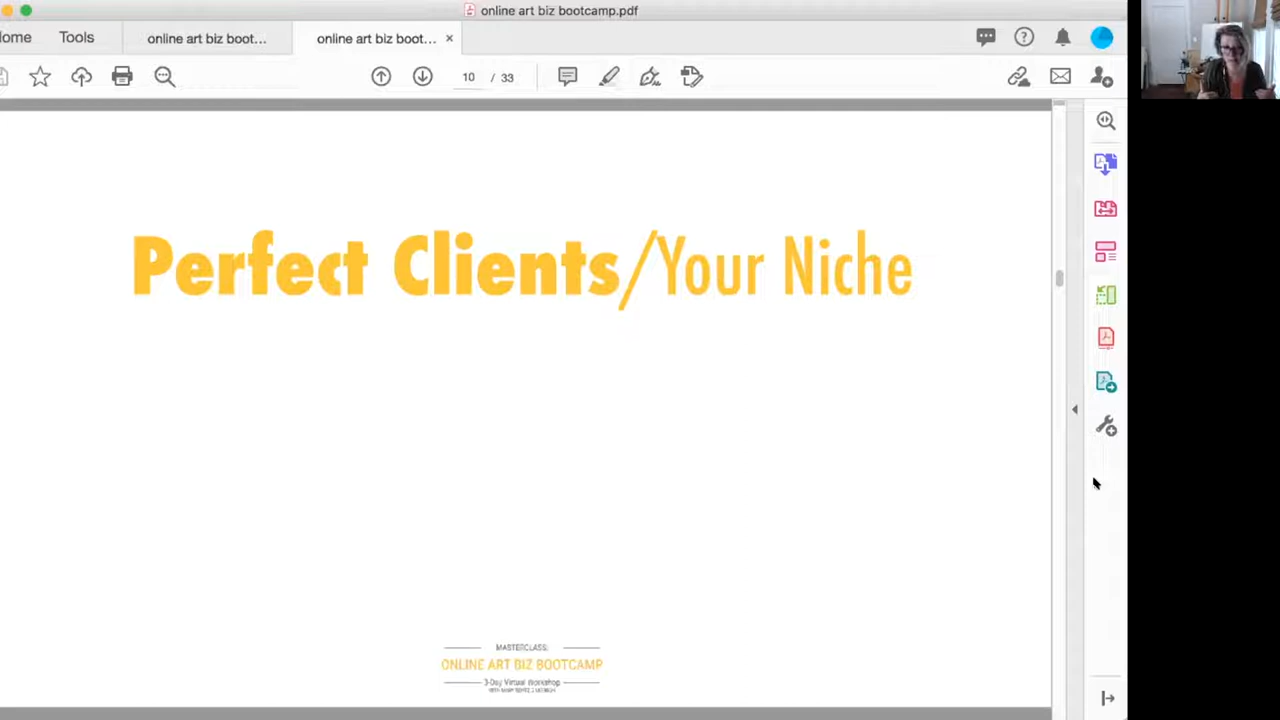 online art biz bootcamp.pdf
ome
Tools
online art biz boot...
online art biz boot... ×
10 / 33
Perfect Clients/Your Niche
MASTERCLASS:
ONLINE ART BIZ BOOTCAMP
3-Day Virtual Workshop